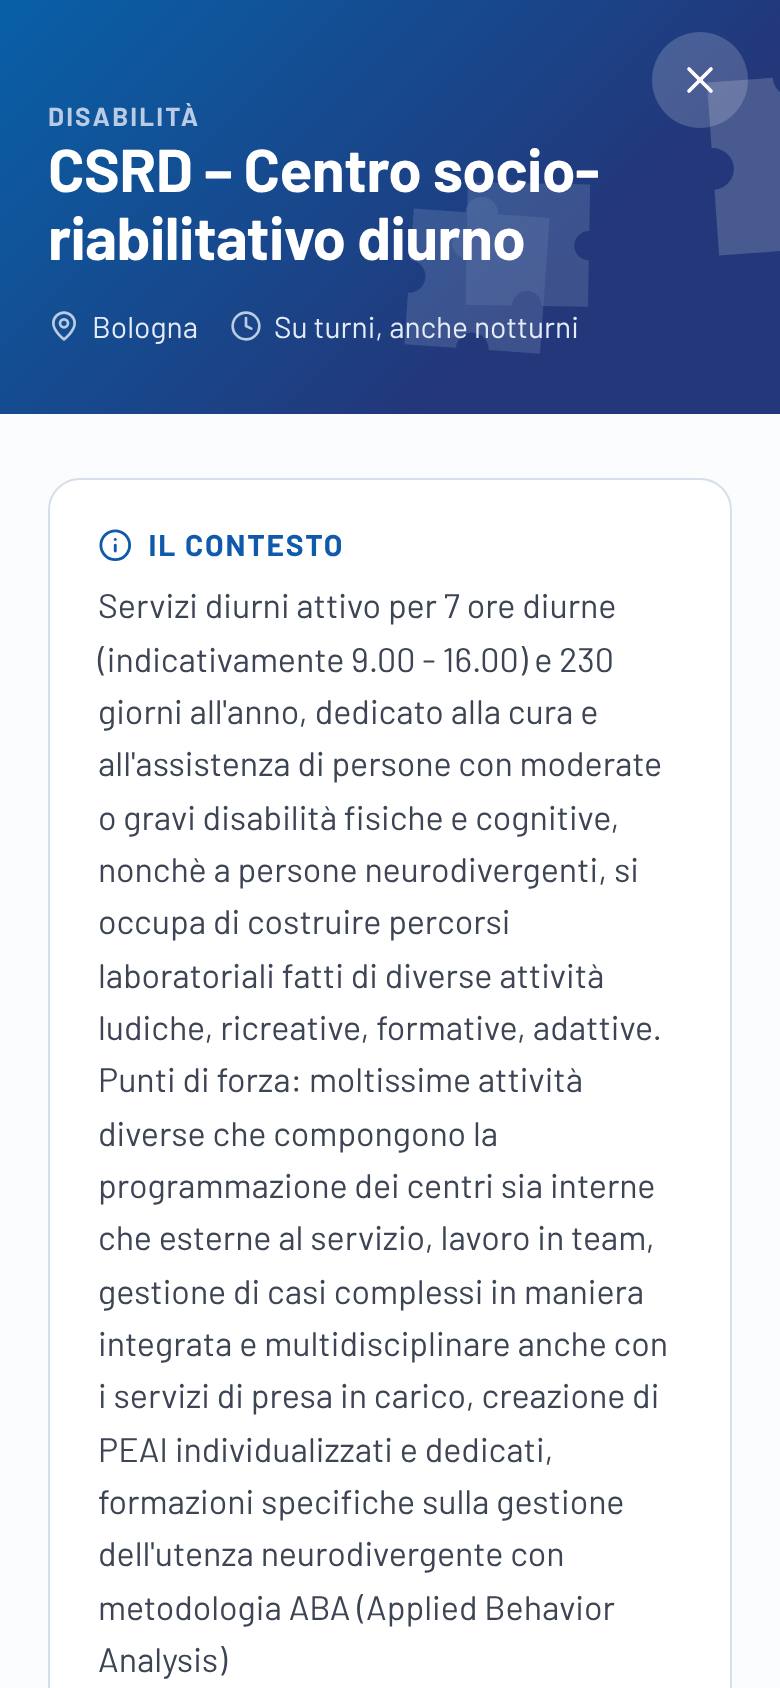 DISABILITÀ
CSRD – Centro socio-
riabilitativo diurno
Bologna
Su turni, anche notturni
IL CONTESTO
Servizi diurni attivo per 7 ore diurne
(indicativamente 9.00 - 16.00) e 230
giorni all'anno, dedicato alla cura e
all'assistenza di persone con moderate
o gravi disabilità fisiche e cognitive,
nonchè a persone neurodivergenti, si
occupa di costruire percorsi
laboratoriali fatti di diverse attività
ludiche, ricreative, formative, adattive.
Punti di forza: moltissime attività
diverse che compongono la
programmazione dei centri sia interne
che esterne al servizio, lavoro in team,
gestione di casi complessi in maniera
integrata e multidisciplinare anche con
i servizi di presa in carico, creazione di
PEAI individualizzati e dedicati,
formazioni specifiche sulla gestione
dell'utenza neurodivergente con
metodologia ABA (Applied Behavior
Analysis)